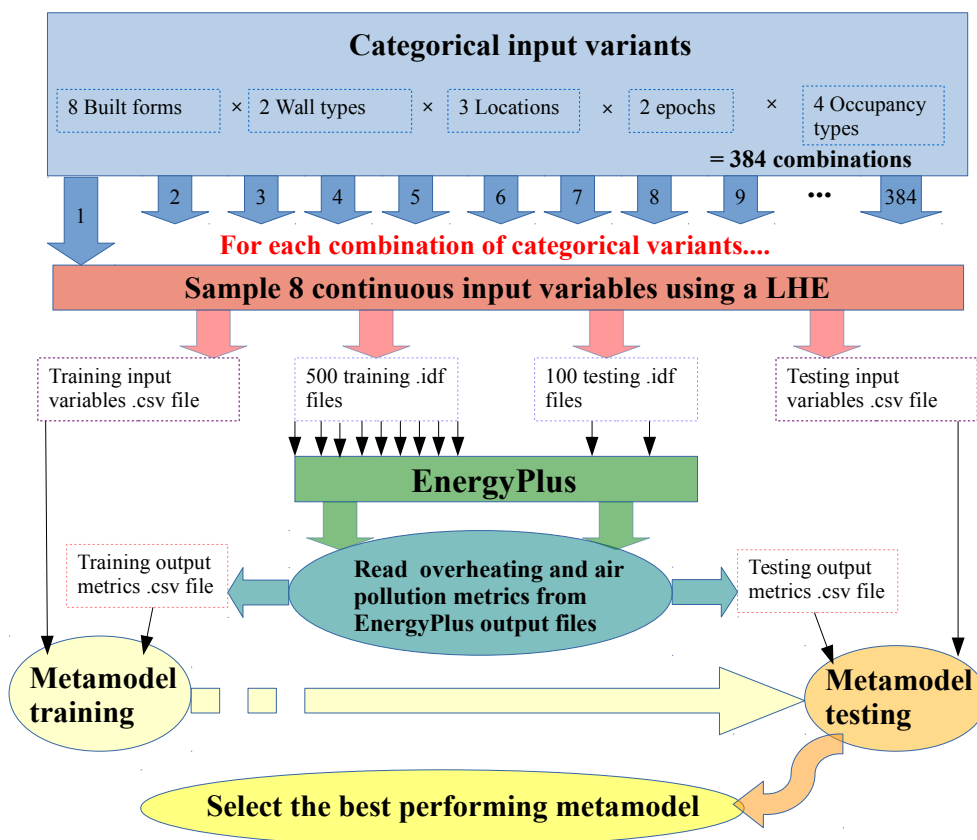 Categorical input variants
8 Built forms × 2 Wall types × 3 Locations × 2 epochs × 4 Occupancy
types
= 384 combinations
1 2 3 4 5 6 7 8 9 ... 384
For each combination of categorical variants....
Sample 8 continuous input variables using a LHE
Training input
variables .csv file
500 training .idf
files
100 testing .idf
files
Testing input
variables .csv file
EnergyPlus
Training output
metrics .csv file
Read overheating and air
pollution metrics from
EnergyPlus output files
Testing output
metrics .csv file
Metamodel
training
Metamodel
testing
Select the best performing metamodel